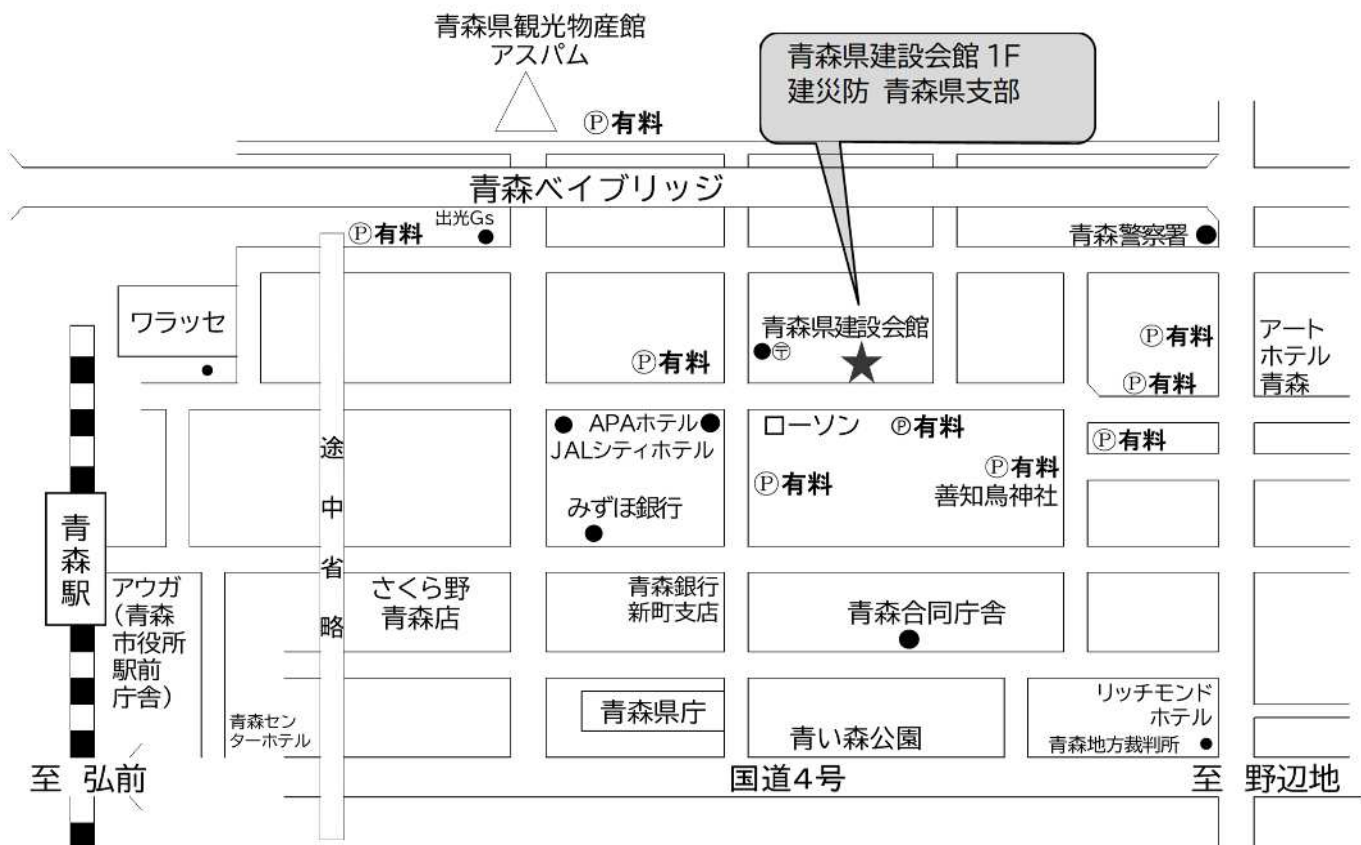 青森県観光物産館
アスパム
青森県建設会館 1F
建災防 青森県支部
Ⓟ有料
青森ベイブリッジ
Ⓟ有料
出光Gs
青森警察署
ワラッセ
青森県建設会館
〶
Ⓟ有料
Ⓟ有料
Ⓟ有料
アート
ホテル
青森
途中省略
APAホテル
JALシティホテル
ローソン
Ⓟ有料
Ⓟ有料
Ⓟ有料
Ⓟ有料
善知鳥神社
みずほ銀行
青森駅
アウガ
(青森
市役所
駅前
庁舎)
さくら野
青森店
青森銀行
新町支店
青森合同庁舎
青森セン
ターホテル
青森県庁
青い森公園
リッチモンド
ホテル
青森地方裁判所
至 弘前
国道4号
至 野辺地